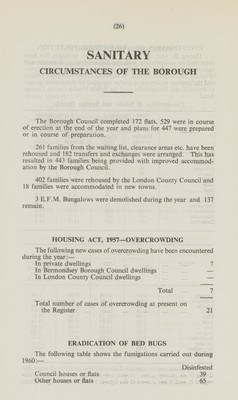 (26)
SANITARY
CIRCUMSTANCES OF THE BOROUGH
The Borough Council completed 172 flats, 529 were in course
of erection at the end of the year and plans for 447 were prepared
or in course of preparation.
261 families from the waiting list, clearance areas etc. have been
rehoused and 182 transfers and exchanges were arranged. This has
resulted in 443 families being provided with improved accommod-
ation by the Borough Council.
402 families were rehoused by the London County Council and
18 families were accommodated in new towns.
3 E.F.M. Bungalows were demolished during the year and 137
remain.
HOUSING ACT, 1957—OVERCROWDING
The following new cases of overcrowding have been encountered
during the year:—
In private dwellings 7
In Bermondsey Borough Council dwellings —
In London County Council dwellings —
Total 7
Total number of cases of overcrowding at present on
the Register 21
ERADICATION OF BED BUGS
The following table shows the fumigations carried out during
1960:—
Disinfested
Council houses or flats 39
Other houses or flats 65